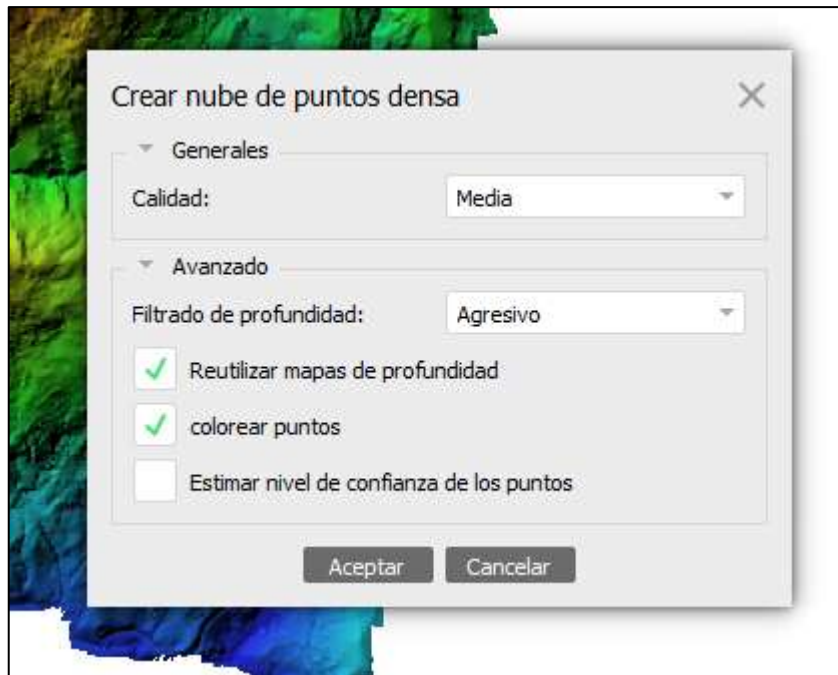 Crear nube de puntos densa
Generales
Calidad: Media
Avanzado
Filtrado de profundidad: Agresivo
Reutilizar mapas de profundidad
colorear puntos
Estimar nivel de confianza de los puntos
Aceptar Cancelar